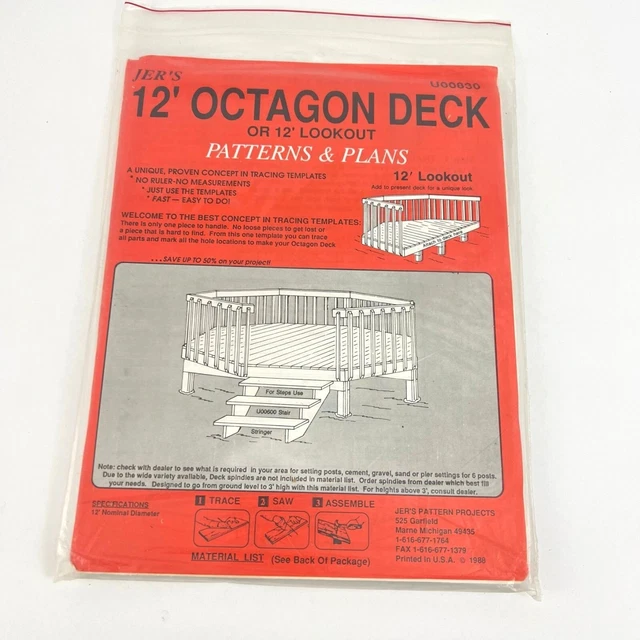 JER'S
U00630
12' OCTAGON DECK
OR 12' LOOKOUT
PATTERNS & PLANS
A UNIQUE, PROVEN CONCEPT IN TRACING TEMPLATES
* NO RULER-NO MEASUREMENTS
* JUST USE THE TEMPLATES
* FAST — EASY TO DO!
12' Lookout
Add to present deck for a unique look.
WELCOME TO THE BEST CONCEPT IN TRACING TEMPLATES:
There is only one piece to handle. No loose pieces to get lost or
a piece that is hard to find. From this one template you can trace
all parts and mark all the hole locations to make your Octagon Deck
...SAVE UP TO 50% on your project!
For Steps Use
U00600 Stair
Stringer
Note: check with dealer to see what is required in your area for setting posts, cement, gravel, sand or pier settings for 6 posts.
Due to the wide variety available, Deck spindles are not included in material list. Order spindles from dealer which best fill
your needs. Designed to go from ground level to 3' high with this material list. For heights above 3', consult dealer.
SPECIFICATIONS
12' Nominal Diameter
1 TRACE
2 SAW
3 ASSEMBLE
MATERIAL LIST (See Back Of Package)
JER'S PATTERN PROJECTS
525 Garfield
Marne Michigan 49435
1-616-677-1764
FAX 1-616-677-1379
Printed in U.S.A. © 1988